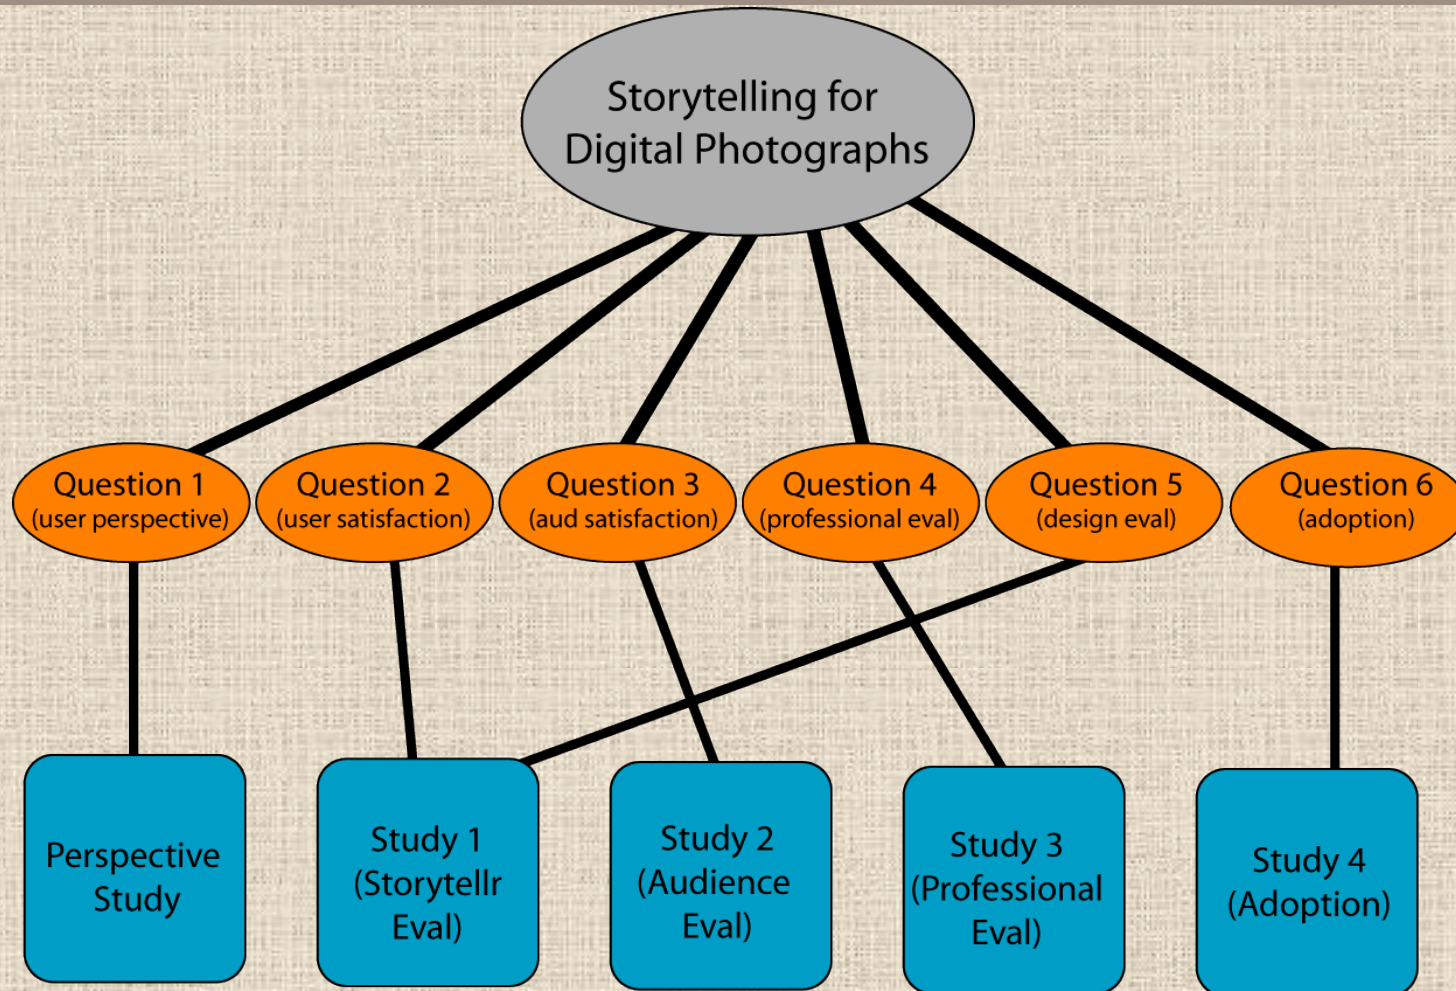 Storytelling for
Digital Photographs
Question 1
(user perspective)
Question 2
(user satisfaction)
Question 3
(aud satisfaction)
Question 4
(professional eval)
Question 5
(design eval)
Question 6
(adoption)
Perspective
Study
Study 1
(Storytellr
Eval)
Study 2
(Audience
Eval)
Study 3
(Professional
Eval)
Study 4
(Adoption)